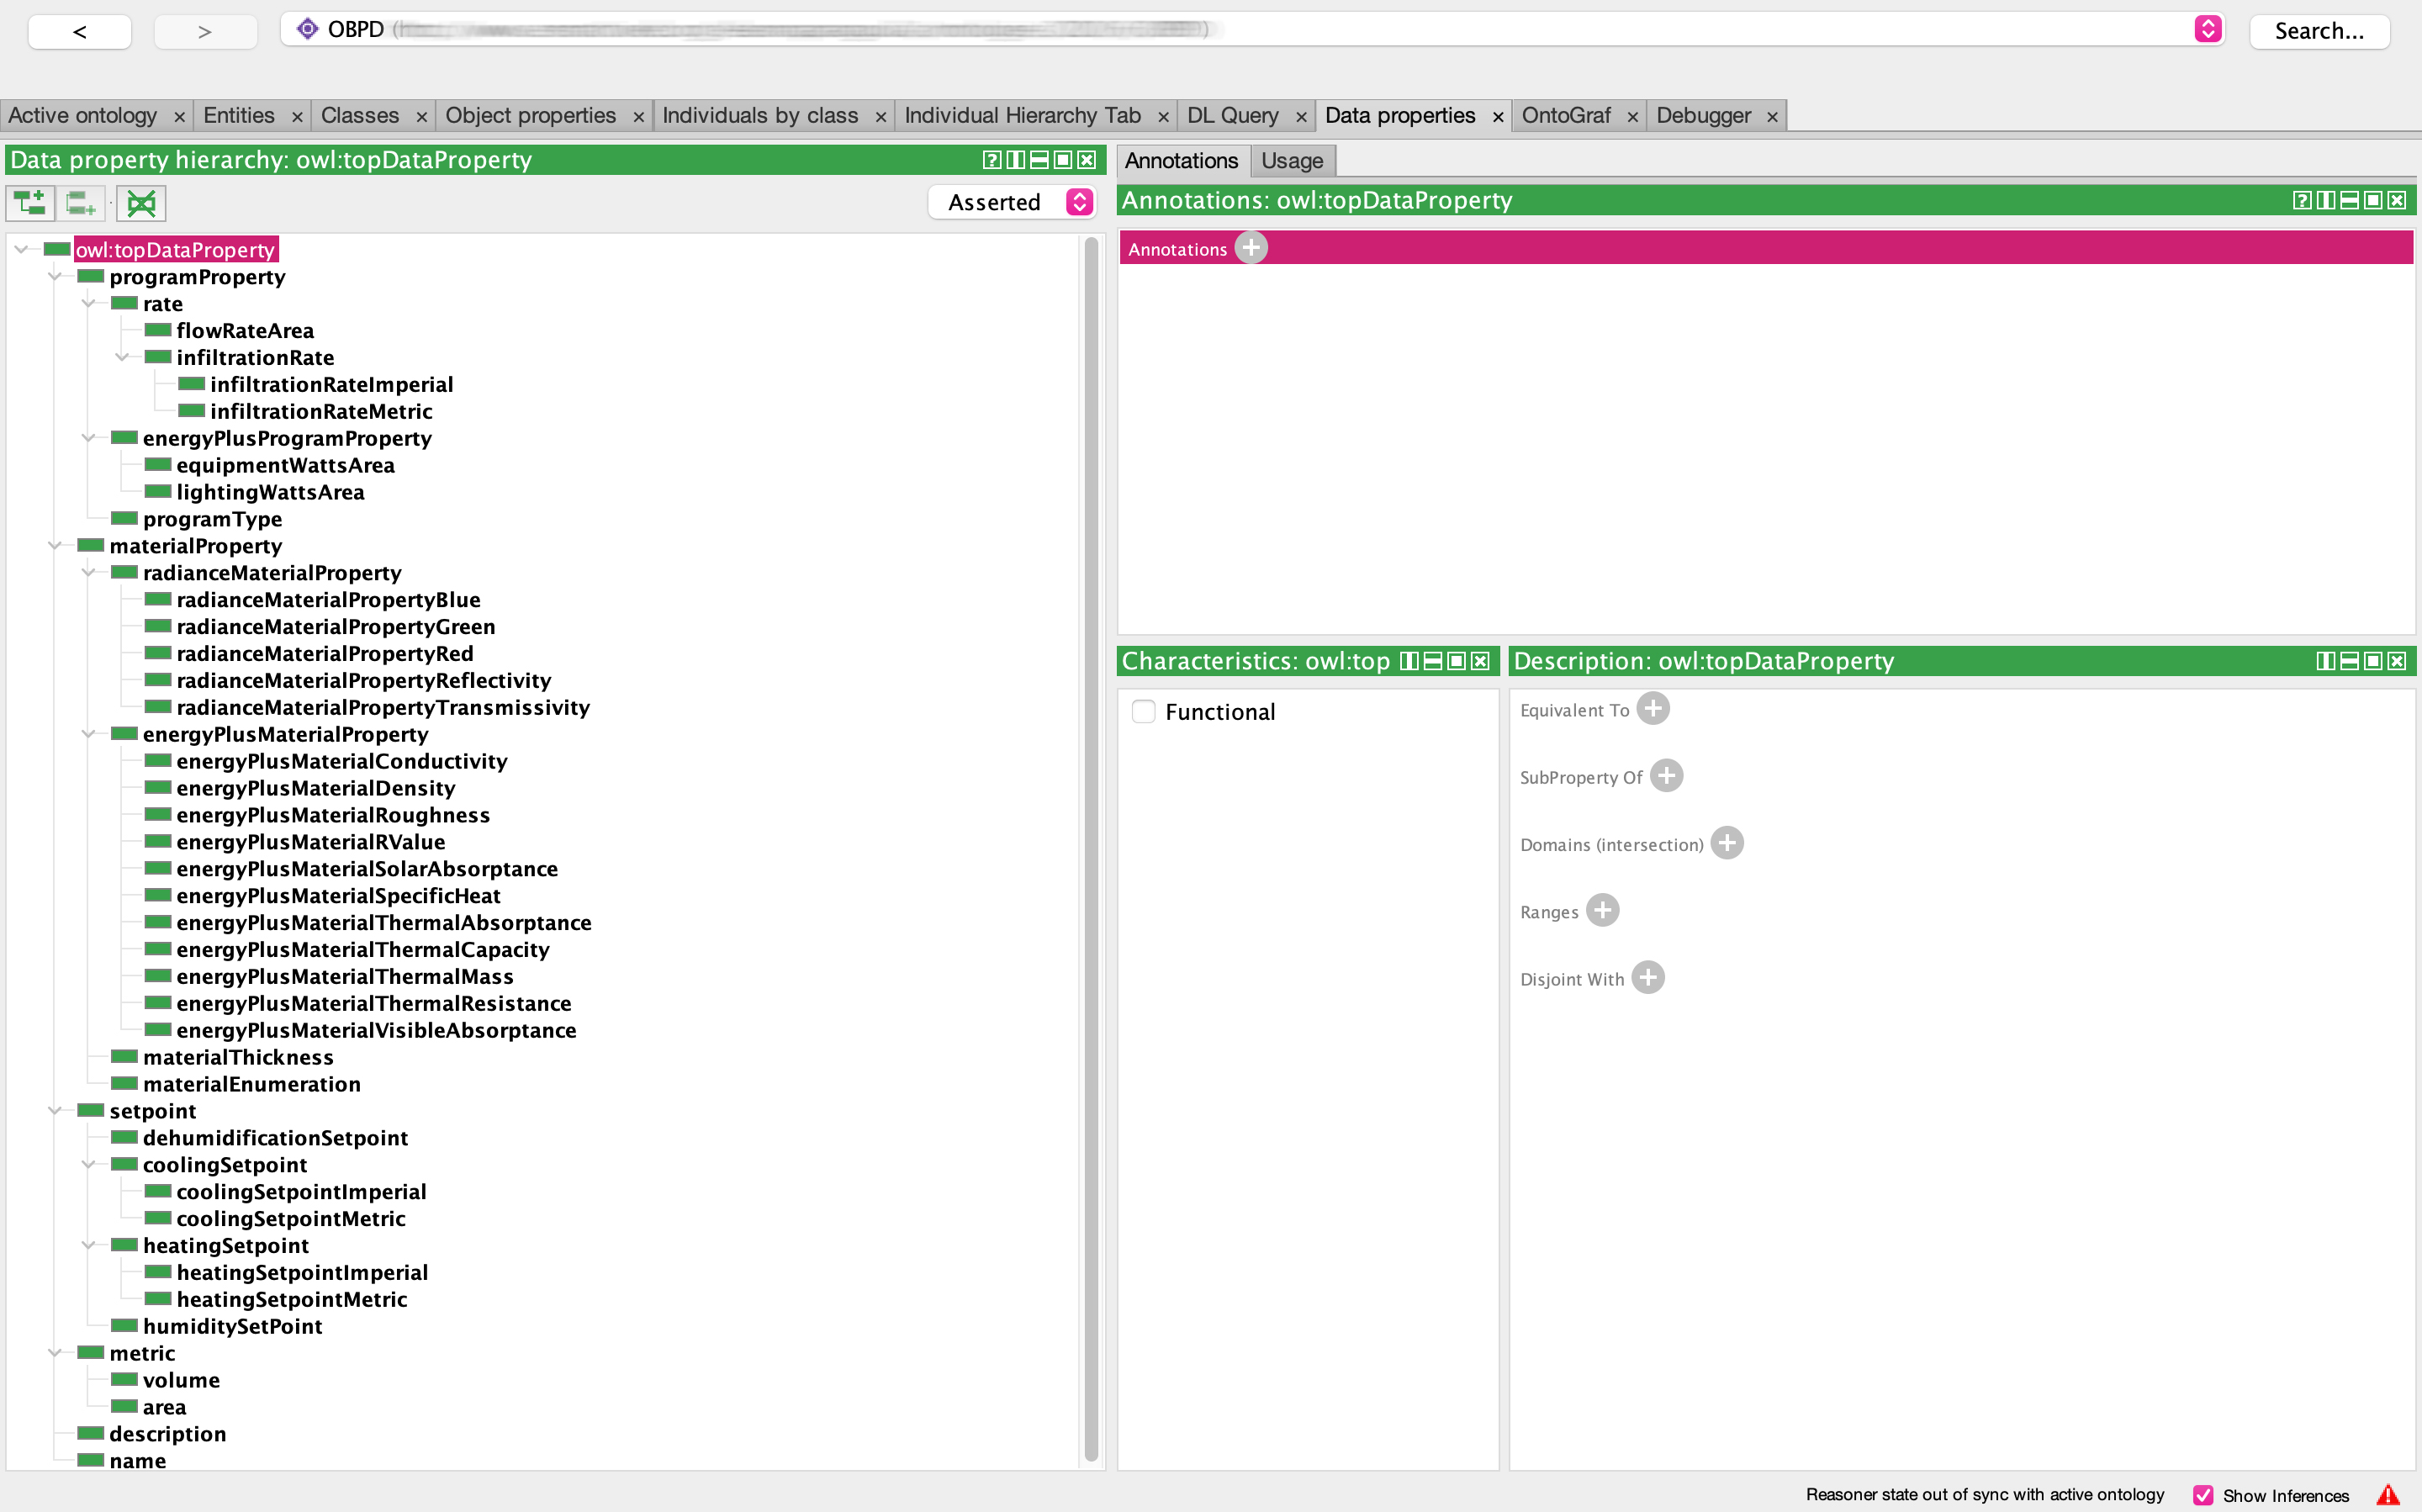 <
>
OBPD
Search...
Active ontology × Entities × Classes × Object properties × Individuals by class × Individual Hierarchy Tab × DL Query × Data properties × OntoGraf × Debugger ×
Data property hierarchy: owl:topDataProperty
Asserted
owl:topDataProperty
programProperty
rate
flowRateArea
infiltrationRate
infiltrationRateImperial
infiltrationRateMetric
energyPlusProgramProperty
equipmentWattsArea
lightingWattsArea
programType
materialProperty
radianceMaterialProperty
radianceMaterialPropertyBlue
radianceMaterialPropertyGreen
radianceMaterialPropertyRed
radianceMaterialPropertyReflectivity
radianceMaterialPropertyTransmissivity
energyPlusMaterialProperty
energyPlusMaterialConductivity
energyPlusMaterialDensity
energyPlusMaterialRoughness
energyPlusMaterialRValue
energyPlusMaterialSolarAbsorptance
energyPlusMaterialSpecificHeat
energyPlusMaterialThermalAbsorptance
energyPlusMaterialThermalCapacity
energyPlusMaterialThermalMass
energyPlusMaterialThermalResistance
energyPlusMaterialVisibleAbsorptance
materialThickness
materialEnumeration
setpoint
dehumidificationSetpoint
coolingSetpoint
coolingSetpointImperial
coolingSetpointMetric
heatingSetpoint
heatingSetpointImperial
heatingSetpointMetric
humiditySetPoint
metric
volume
area
description
name
Annotations Usage
Annotations: owl:topDataProperty
Annotations
Characteristics: owl:top
Functional
Description: owl:topDataProperty
Equivalent To
SubProperty Of
Domains (intersection)
Ranges
Disjoint With
Reasoner state out of sync with active ontology
Show Inferences